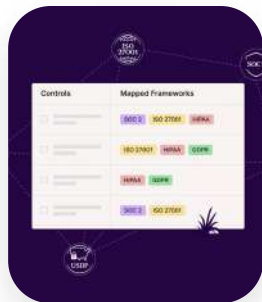 ISO
27001
SOC
Controls Mapped Frameworks
SOC 2 ISO 27001 HIPAA
ISO 27001 HIPAA GDPR
HIPAA GDPR
SOC 2 ISO 27001
USDP